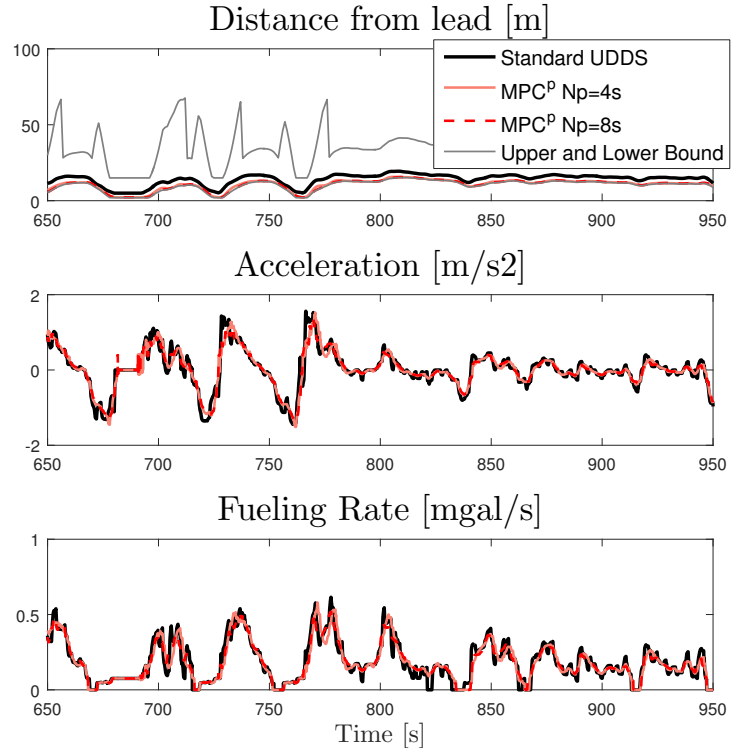 Distance from lead [m]
100
50
0
Standard UDDS
MPCᵖ Np=4s
MPCᵖ Np=8s
Upper and Lower Bound
650 700 750 800 850 900 950
Acceleration [m/s2]
2
0
-2
650 700 750 800 850 900 950
Fueling Rate [mgal/s]
1
0.5
0
650 700 750 800 850 900 950
Time [s]